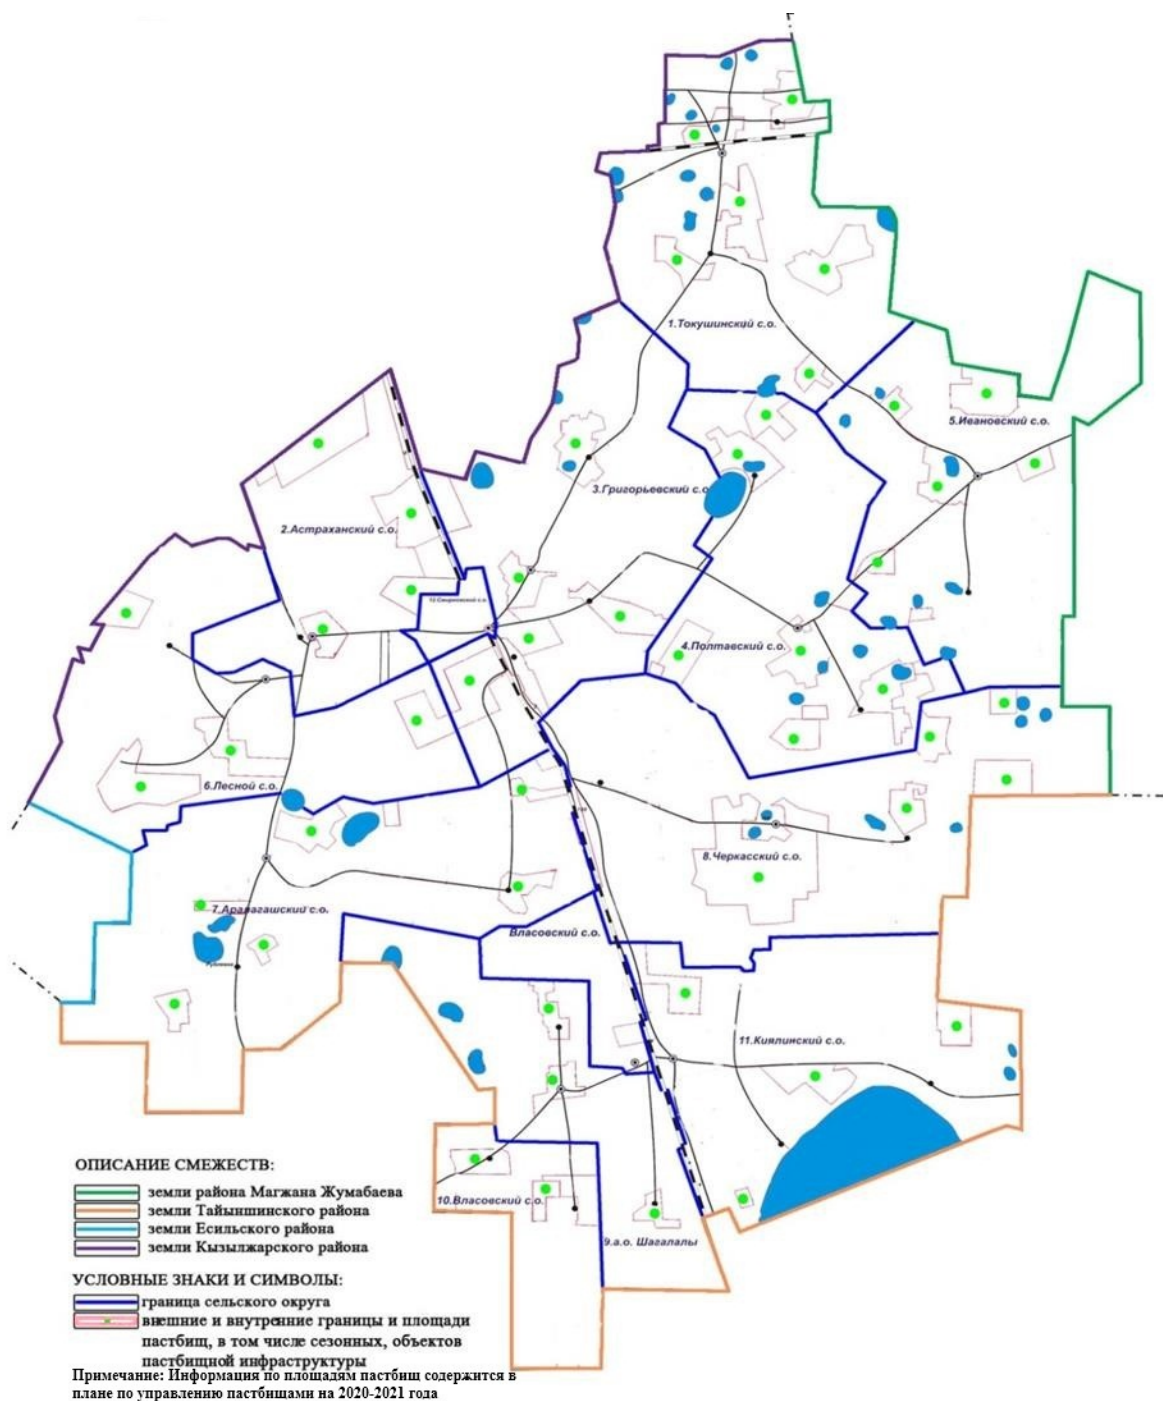 1.Токушинский с.о.
5.Ивановский с.о.
3.Григорьевский с.о
2.Астраханский с.о.
12.Смирновский с.о.
4.Полтавский с.о.
6.Лесной с.о.
8.Черкасский с.о.
7.Аралагашский с.о.
Власовский с.о.
11.Киялинский с.о.
10.Власовский с.о.
9.а.о. Шагалалы
ОПИСАНИЕ СМЕЖЕСТВ:
земли района Магжана Жумабаева
земли Тайыншинского района
земли Есильского района
земли Кызылжарского района
УСЛОВНЫЕ ЗНАКИ И СИМВОЛЫ:
граница сельского округа
внешние и внутренние границы и площади
пастбищ, в том числе сезонных, объектов
пастбищной инфраструктуры
Примечание: Информация по площадям пастбищ содержится в
плане по управлению пастбищами на 2020-2021 года